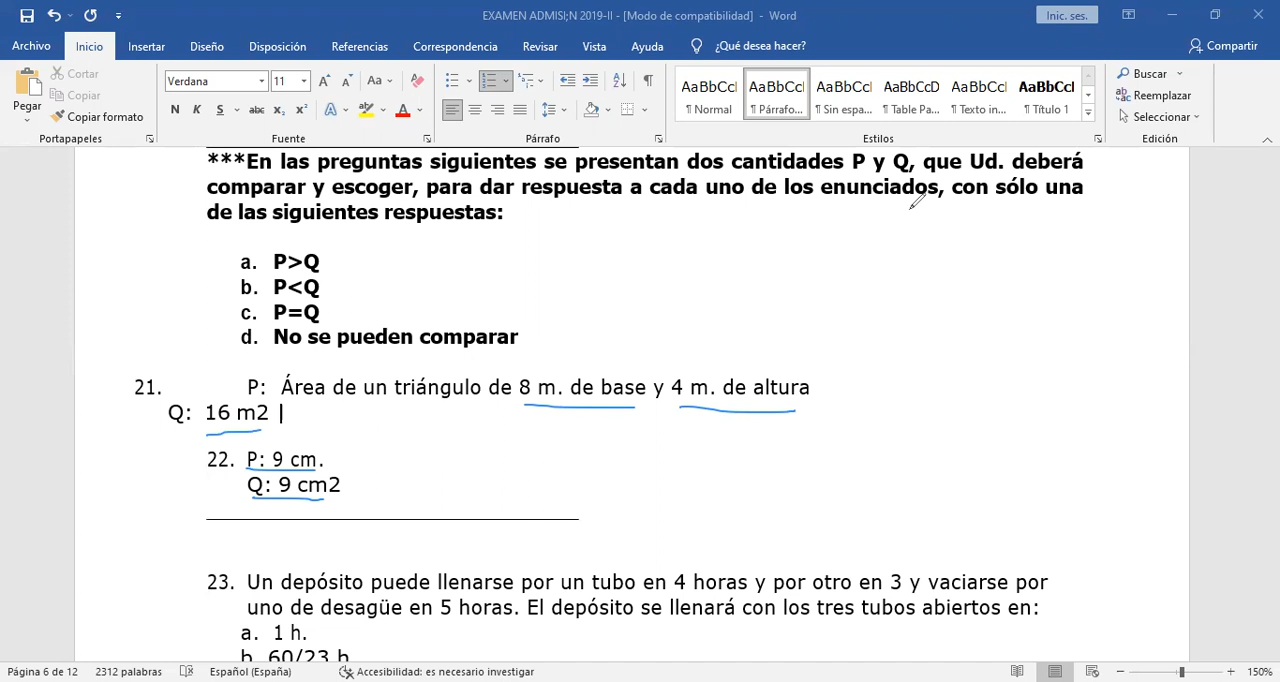 EXAMEN ADMISI;N 2019-II - [Modo de compatibilidad] - Word
Inic. ses.
Archivo Inicio Insertar Diseño Disposición Referencias Correspondencia Revisar Vista Ayuda ¿Qué desea hacer? Compartir
Pegar
Cortar
Copiar
Copiar formato
Portapapeles
Verdana 11
Aa
N K S abc x₂ x² A A
Fuente
Párrafo
AaBbCcI AaBbCcI AaBbCcI AaBbCcD AaBbCcI AaBbCcI
¶ Normal ¶ Párrafo... ¶ Sin espa... ¶ Table Pa... ¶ Texto in... ¶ Título 1
Estilos
Buscar
Reemplazar
Seleccionar
Edición
***En las preguntas siguientes se presentan dos cantidades P y Q, que Ud. deberá
comparar y escoger, para dar respuesta a cada uno de los enunciados, con sólo una
de las siguientes respuestas:
a. P>Q
b. P<Q
c. P=Q
d. No se pueden comparar
21. P: Área de un triángulo de 8 m. de base y 4 m. de altura
Q: 16 m2
22. P: 9 cm.
Q: 9 cm2
23. Un depósito puede llenarse por un tubo en 4 horas y por otro en 3 y vaciarse por
uno de desagüe en 5 horas. El depósito se llenará con los tres tubos abiertos en:
a. 1 h.
b. 60/23 h
Página 6 de 12 2312 palabras Español (España) Accesibilidad: es necesario investigar 150%